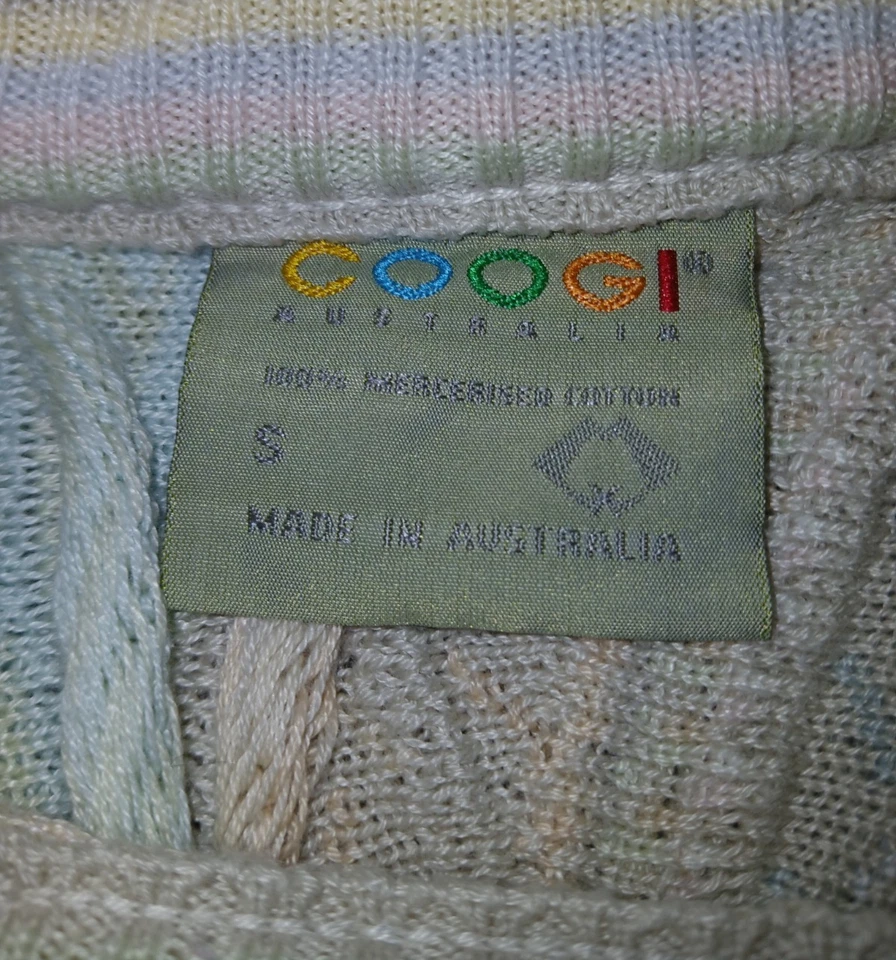 COOGI®
AUSTRALIA
100% MERCERISED COTTON
S
MADE IN AUSTRALIA